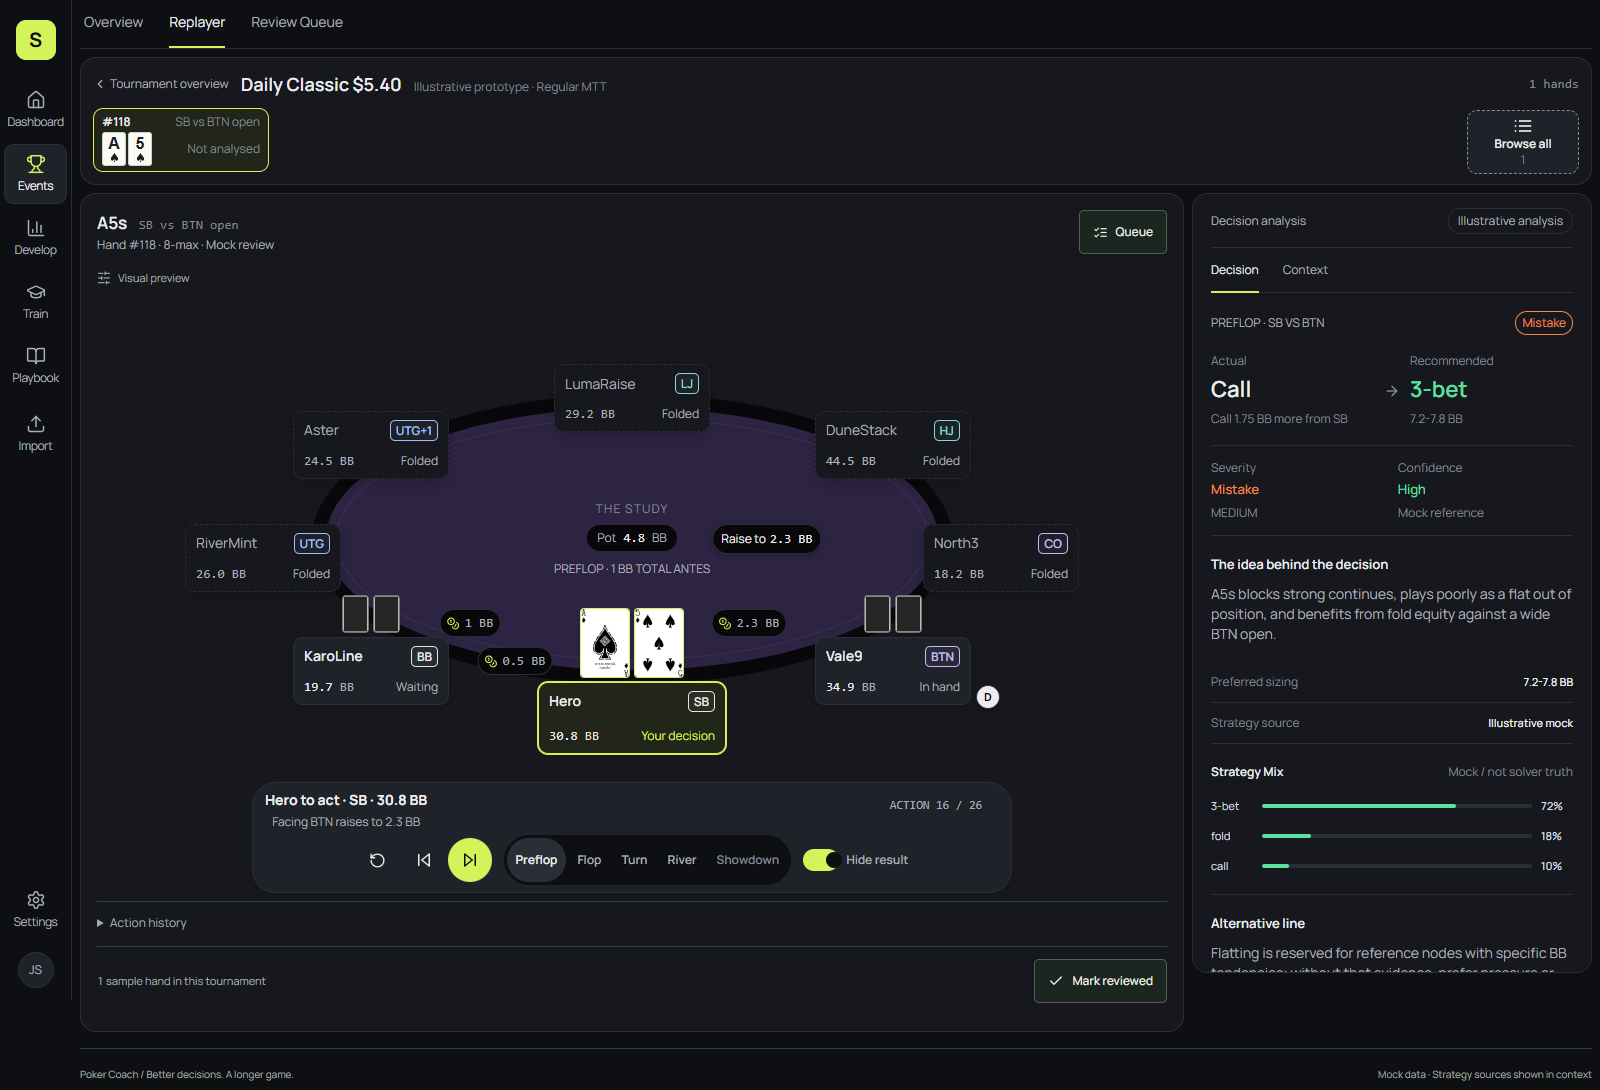 S
Dashboard
Events
Develop
Train
Playbook
Import
Settings
JS
Overview
Replayer
Review Queue
Tournament overview
Daily Classic $5.40
Illustrative prototype · Regular MTT
1 hands
#118
SB vs BTN open
A
5
Not analysed
Browse all
1
A5s
SB vs BTN open
Hand #118 · 8-max · Mock review
Queue
Visual preview
LumaRaise
LJ
29.2 BB
Folded
Aster
UTG+1
24.5 BB
Folded
DuneStack
HJ
44.5 BB
Folded
THE STUDY
Pot 4.8 BB
Raise to 2.3 BB
PREFLOP · 1 BB TOTAL ANTES
RiverMint
UTG
26.0 BB
Folded
North3
CO
18.2 BB
Folded
1 BB
2.3 BB
0.5 BB
KaroLine
BB
19.7 BB
Waiting
Vale9
BTN
34.9 BB
In hand
D
Hero
SB
30.8 BB
Your decision
Hero to act · SB · 30.8 BB
ACTION 16 / 26
Facing BTN raises to 2.3 BB
Preflop
Flop
Turn
River
Showdown
Hide result
Action history
1 sample hand in this tournament
Mark reviewed
Decision analysis
Illustrative analysis
Decision
Context
PREFLOP · SB VS BTN
Mistake
Actual
Recommended
Call
3-bet
Call 1.75 BB more from SB
7.2-7.8 BB
Severity
Confidence
Mistake
High
MEDIUM
Mock reference
The idea behind the decision
A5s blocks strong continues, plays poorly as a flat out of
position, and benefits from fold equity against a wide
BTN open.
Preferred sizing
7.2-7.8 BB
Strategy source
Illustrative mock
Strategy Mix
Mock / not solver truth
3-bet
72%
fold
18%
call
10%
Alternative line
Flatting is reserved for reference nodes with specific BB
tendencies; without that evidence, prefer pressure or
Poker Coach / Better decisions. A longer game.
Mock data · Strategy sources shown in context